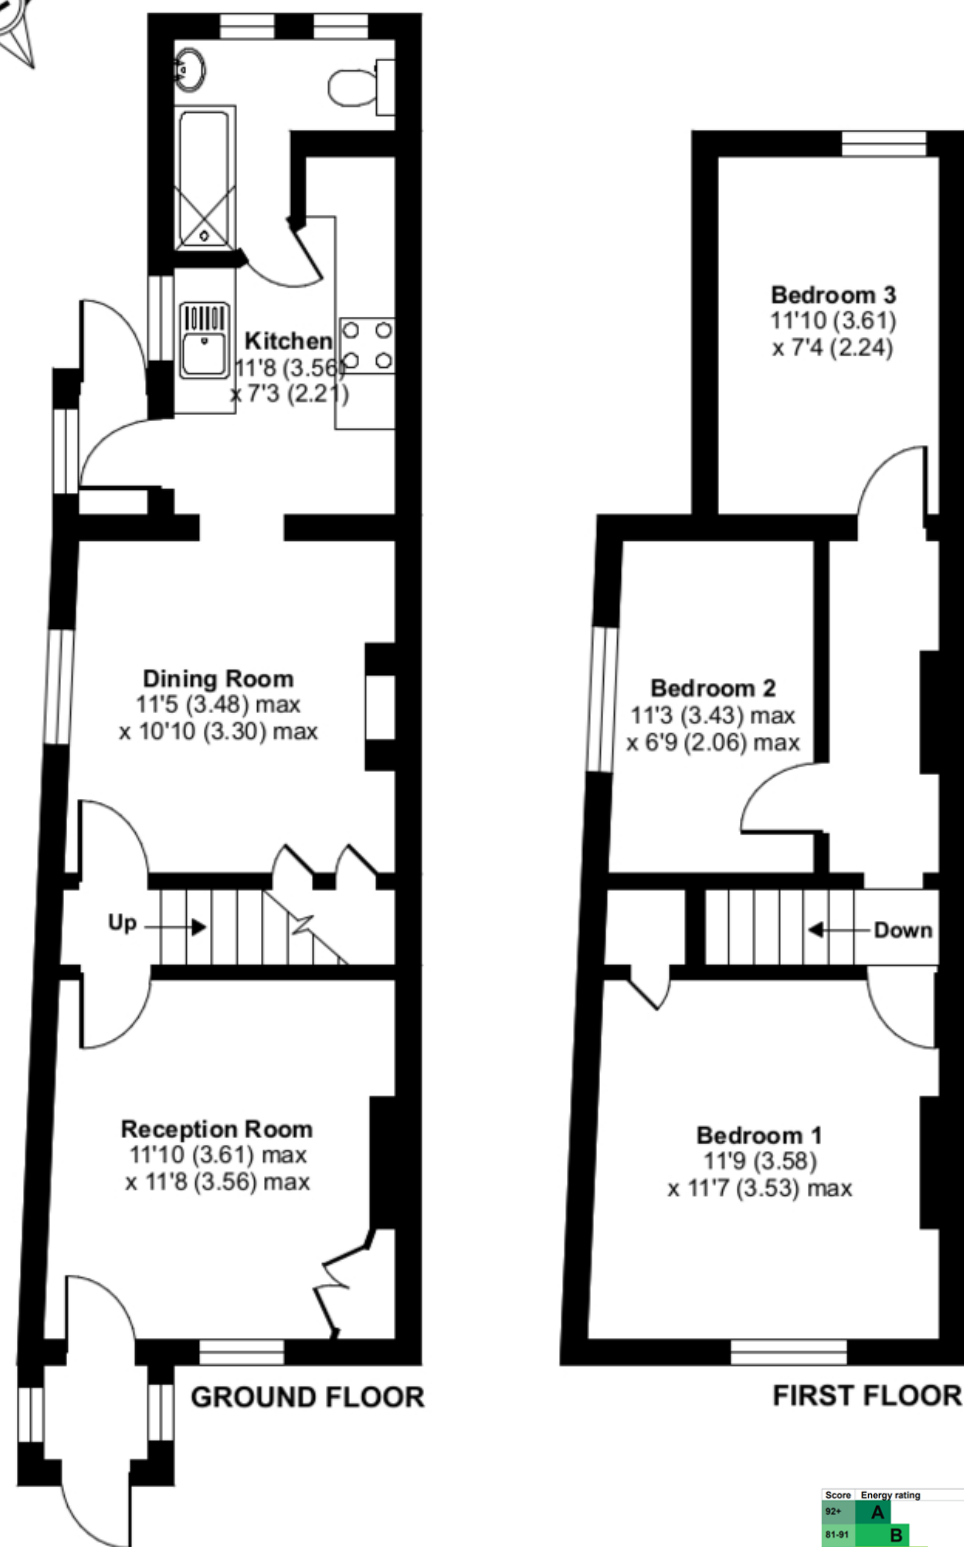 Kitchen
11'8 (3.56)
x 7'3 (2.21)
Dining Room
11'5 (3.48) max
x 10'10 (3.30) max
Up
Reception Room
11'10 (3.61) max
x 11'8 (3.56) max
GROUND FLOOR
Bedroom 3
11'10 (3.61)
x 7'4 (2.24)
Bedroom 2
11'3 (3.43) max
x 6'9 (2.06) max
Down
Bedroom 1
11'9 (3.58)
x 11'7 (3.53) max
FIRST FLOOR
Score Energy rating
92+ A
81-91 B